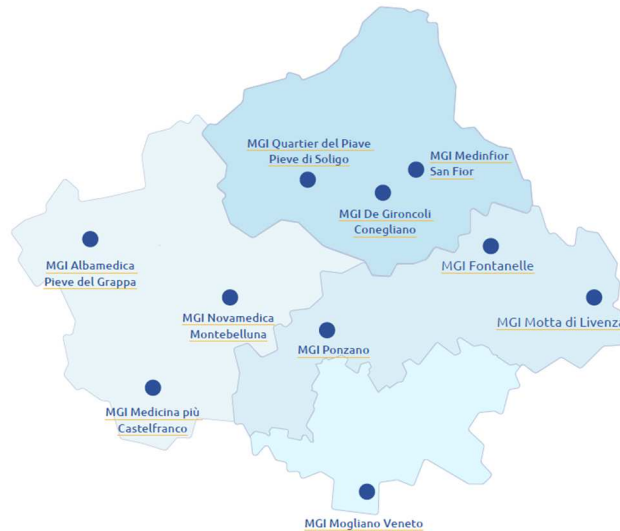 MGI Quartier del Piave
Pieve di Soligo
MGI Medinfior
San Fior
MGI De Gironcoli
Conegliano
MGI Albamedica
Pieve del Grappa
MGI Fontanelle
MGI Novamedica
Montebelluna
MGI Motta di Livenza
MGI Ponzano
MGI Medicina più
Castelfranco
MGI Mogliano Veneto